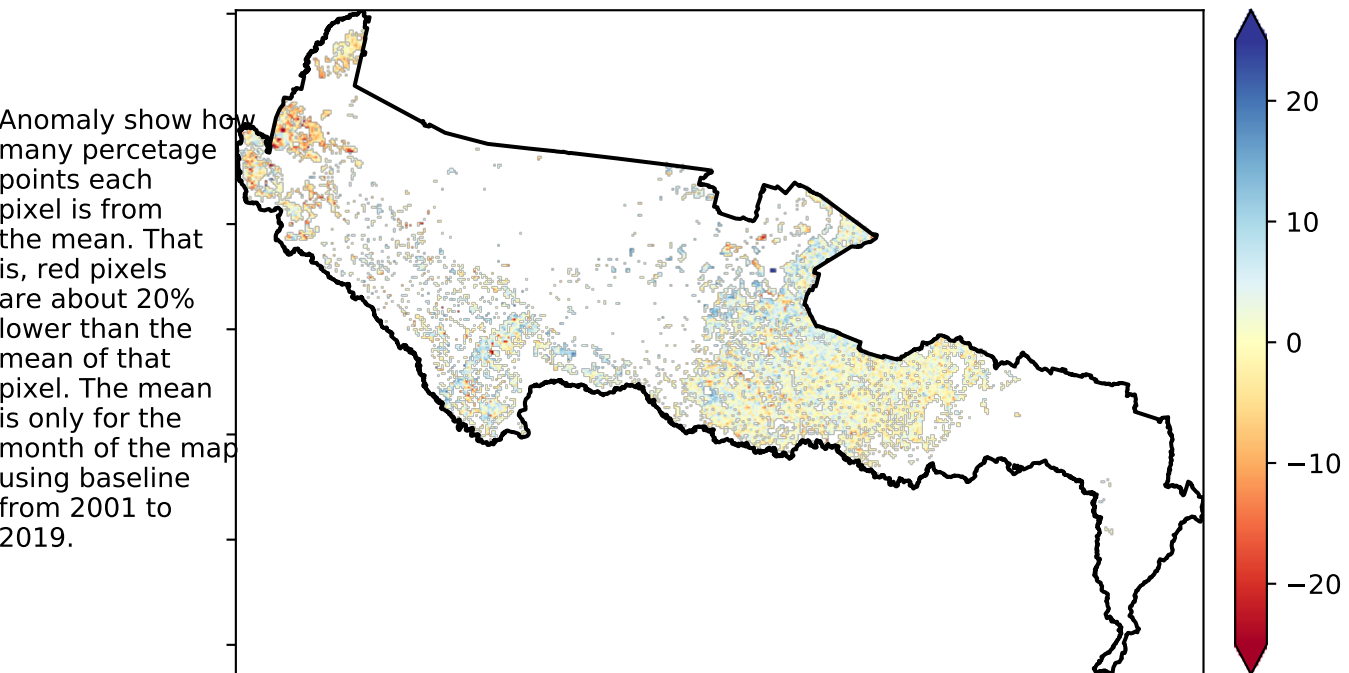 Anomaly show how
many percetage
points each
pixel is from
the mean. That
is, red pixels
are about 20%
lower than the
mean of that
pixel. The mean
is only for the
month of the map
using baseline
from 2001 to
2019.
20
10
0
−10
−20